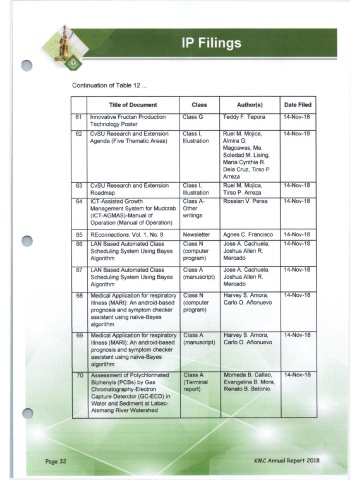 IP Filings
Continuation of Table 12 ...
Title of Document Class Author(s) Date Filed
61 Innovative Fructan Production Class G Teddy F. Tepora 14-Nov-18
Technology Poster
62 CvSU Research and Extension Class I, Ruel M. Mojica, 14-Nov-18
Agenda (Five Thematic Areas) Illustration Almira G.
Magcawas, Ma.
Soledad M. Lising,
Maria Cynthia R.
Dela Cruz, Tirso P.
Arreza
63 CvSU Research and Extension Class I, Ruel M. Mojica, 14-Nov-18
Roadmap Illustration Tirso P. Arreza
64 ICT-Assisted Growth Class A- Rossian V. Perea 14-Nov-18
Management System for Mudcrab Other
(ICT-AGMAS)-Manual of writings
Operation (Manual of Operation)
65 REconnections, Vol. 1, No. 8 Newsletter Agnes C. Francisco 14-Nov-18
66 LAN Based Automated Class Class N Jose A. Cachuela, 14-Nov-18
Scheduling System Using Bayes (computer Joshua Allen R.
Algorithm program) Mercado
67 LAN Based Automated Class Class A Jose A. Cachuela, 14-Nov-18
Scheduling System Using Bayes (manuscript) Joshua Allen R.
Algorithm Mercado
68 Medical Application for respiratory Class N Harvey S. Amora, 14-Nov-18
Illness (MARI): An android-based (computer Carlo O. Añonuevo
prognosis and symptom checker program)
assistant using naïve-Bayes
algorithm
69 Medical Application for respiratory Class A Harvey S. Amora, 14-Nov-18
Illness (MARI): An android-based (manuscript) Carlo O. Añonuevo
prognosis and symptom checker
assistant using naïve-Bayes
algorithm
70 Assessment of Polychlorinated Class A Momeda B. Callao, 14-Nov-18
Biphenyls (PCBs) by Gas (Terminal Evangelina B. Mora,
Chromatography-Electron report) Renato B. Betonio
Capture Detector (GC-ECD) in
Water and Sediment at Labac-
Alemang River Watershed
Page 32 KMC Annual Report 2018